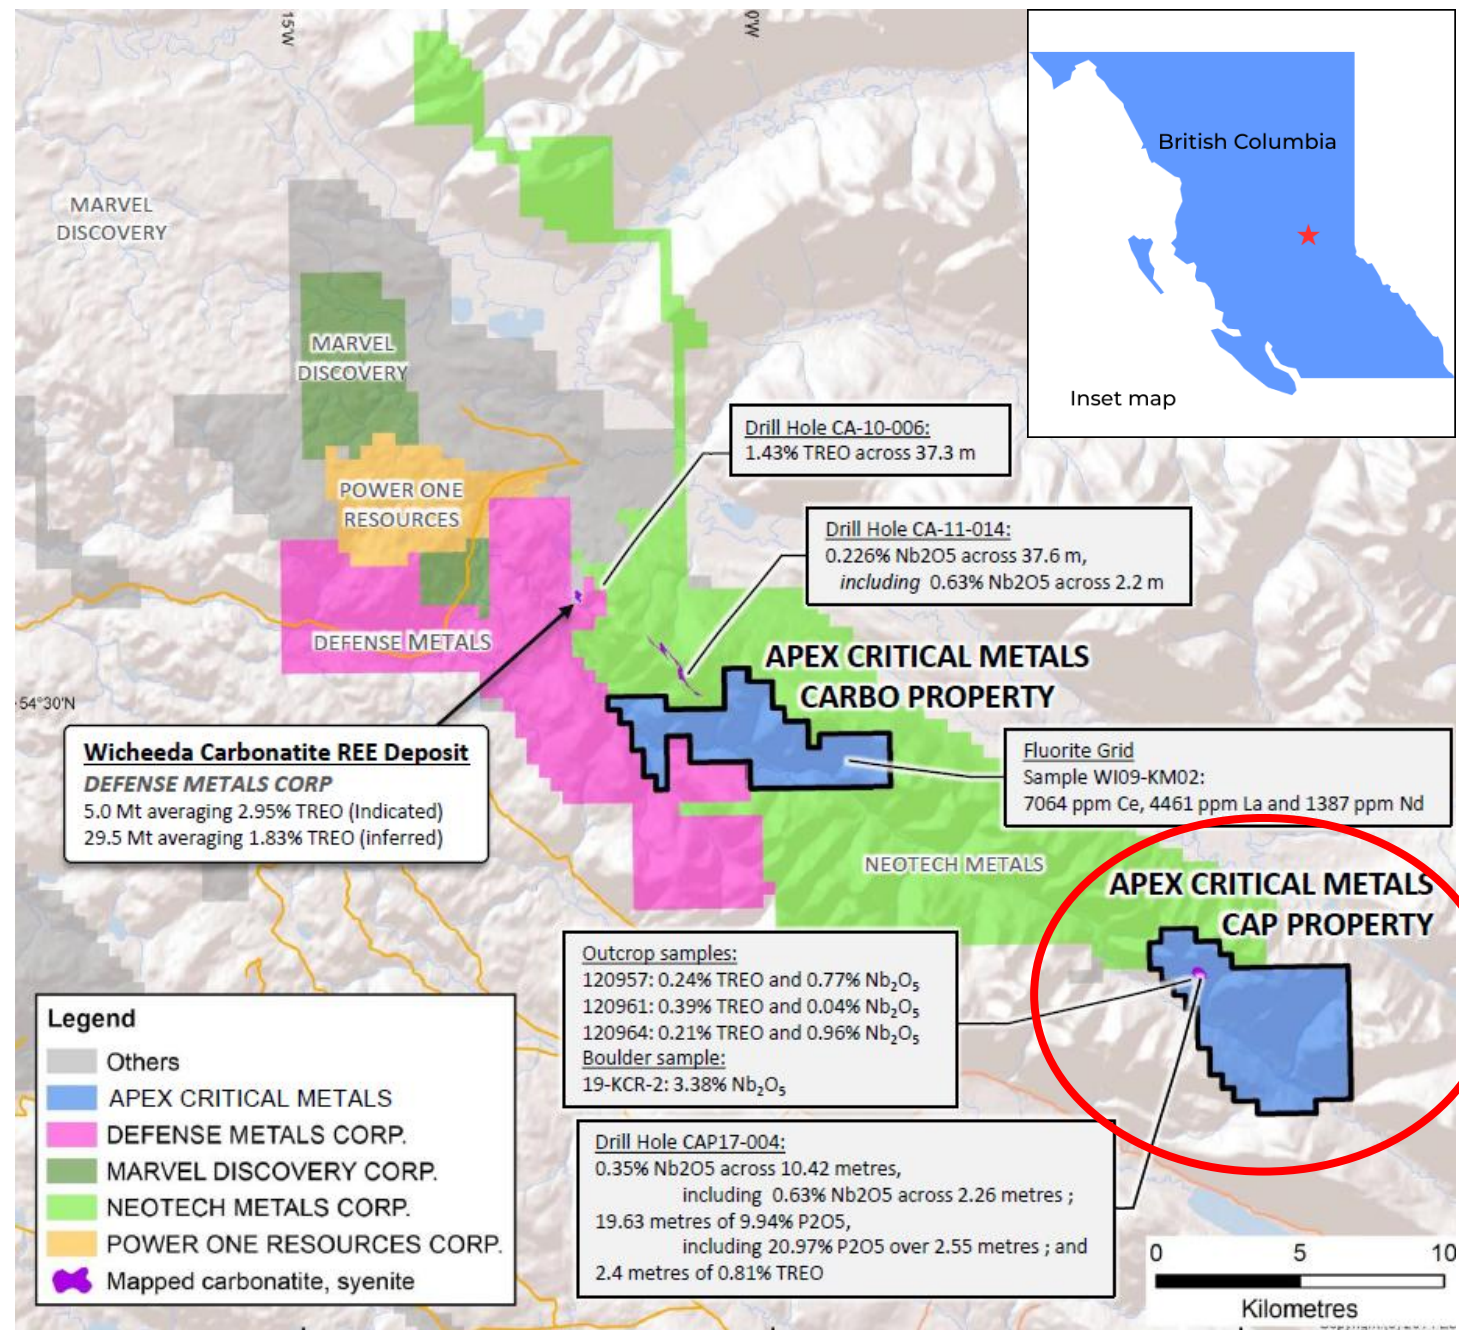 15'W
0'W
British Columbia
Inset map
MARVEL
DISCOVERY
MARVEL
DISCOVERY
Drill Hole CA-10-006:
1.43% TREO across 37.3 m
POWER ONE
RESOURCES
Drill Hole CA-11-014:
0.226% Nb2O5 across 37.6 m,
including 0.63% Nb2O5 across 2.2 m
DEFENSE METALS
APEX CRITICAL METALS
CARBO PROPERTY
54°30'N
Wicheeda Carbonatite REE Deposit
DEFENSE METALS CORP
5.0 Mt averaging 2.95% TREO (Indicated)
29.5 Mt averaging 1.83% TREO (inferred)
Fluorite Grid
Sample WI09-KM02:
7064 ppm Ce, 4461 ppm La and 1387 ppm Nd
NEOTECH METALS
APEX CRITICAL METALS
CAP PROPERTY
Outcrop samples:
120957: 0.24% TREO and 0.77% Nb₂O₅
120961: 0.39% TREO and 0.04% Nb₂O₅
120964: 0.21% TREO and 0.96% Nb₂O₅
Boulder sample:
19-KCR-2: 3.38% Nb₂O₅
Legend
Others
APEX CRITICAL METALS
DEFENSE METALS CORP.
MARVEL DISCOVERY CORP.
NEOTECH METALS CORP.
POWER ONE RESOURCES CORP.
Mapped carbonatite, syenite
Drill Hole CAP17-004:
0.35% Nb2O5 across 10.42 metres,
including 0.63% Nb2O5 across 2.26 metres ;
19.63 metres of 9.94% P2O5,
including 20.97% P2O5 over 2.55 metres ; and
2.4 metres of 0.81% TREO
0 5 10
Kilometres